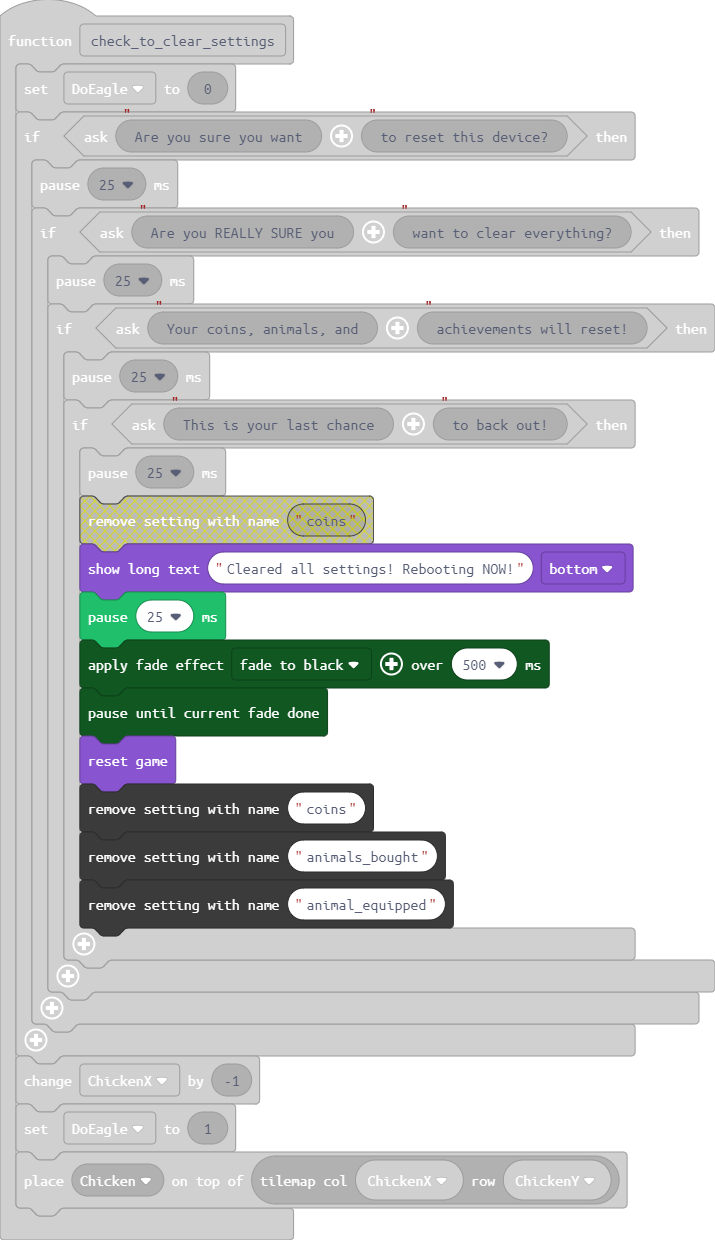 function check_to_clear_settings
set DoEagle to 0
if ask "Are you sure you want" "to reset this device?" then
pause 25 ms
if ask "Are you REALLY SURE you" "want to clear everything?" then
pause 25 ms
if ask "Your coins, animals, and" "achievements will reset!" then
pause 25 ms
if ask "This is your last chance" "to back out!" then
pause 25 ms
remove setting with name "coins"
show long text "Cleared all settings! Rebooting NOW!" bottom
pause 25 ms
apply fade effect fade to black over 500 ms
pause until current fade done
reset game
remove setting with name "coins"
remove setting with name "animals_bought"
remove setting with name "animal_equipped"
change ChickenX by -1
set DoEagle to 1
place Chicken on top of tilemap col ChickenX row ChickenY